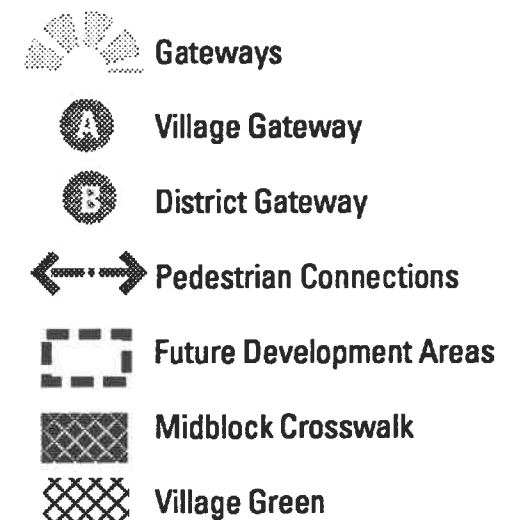 Gateways
A Village Gateway
B District Gateway
Pedestrian Connections
Future Development Areas
Midblock Crosswalk
Village Green